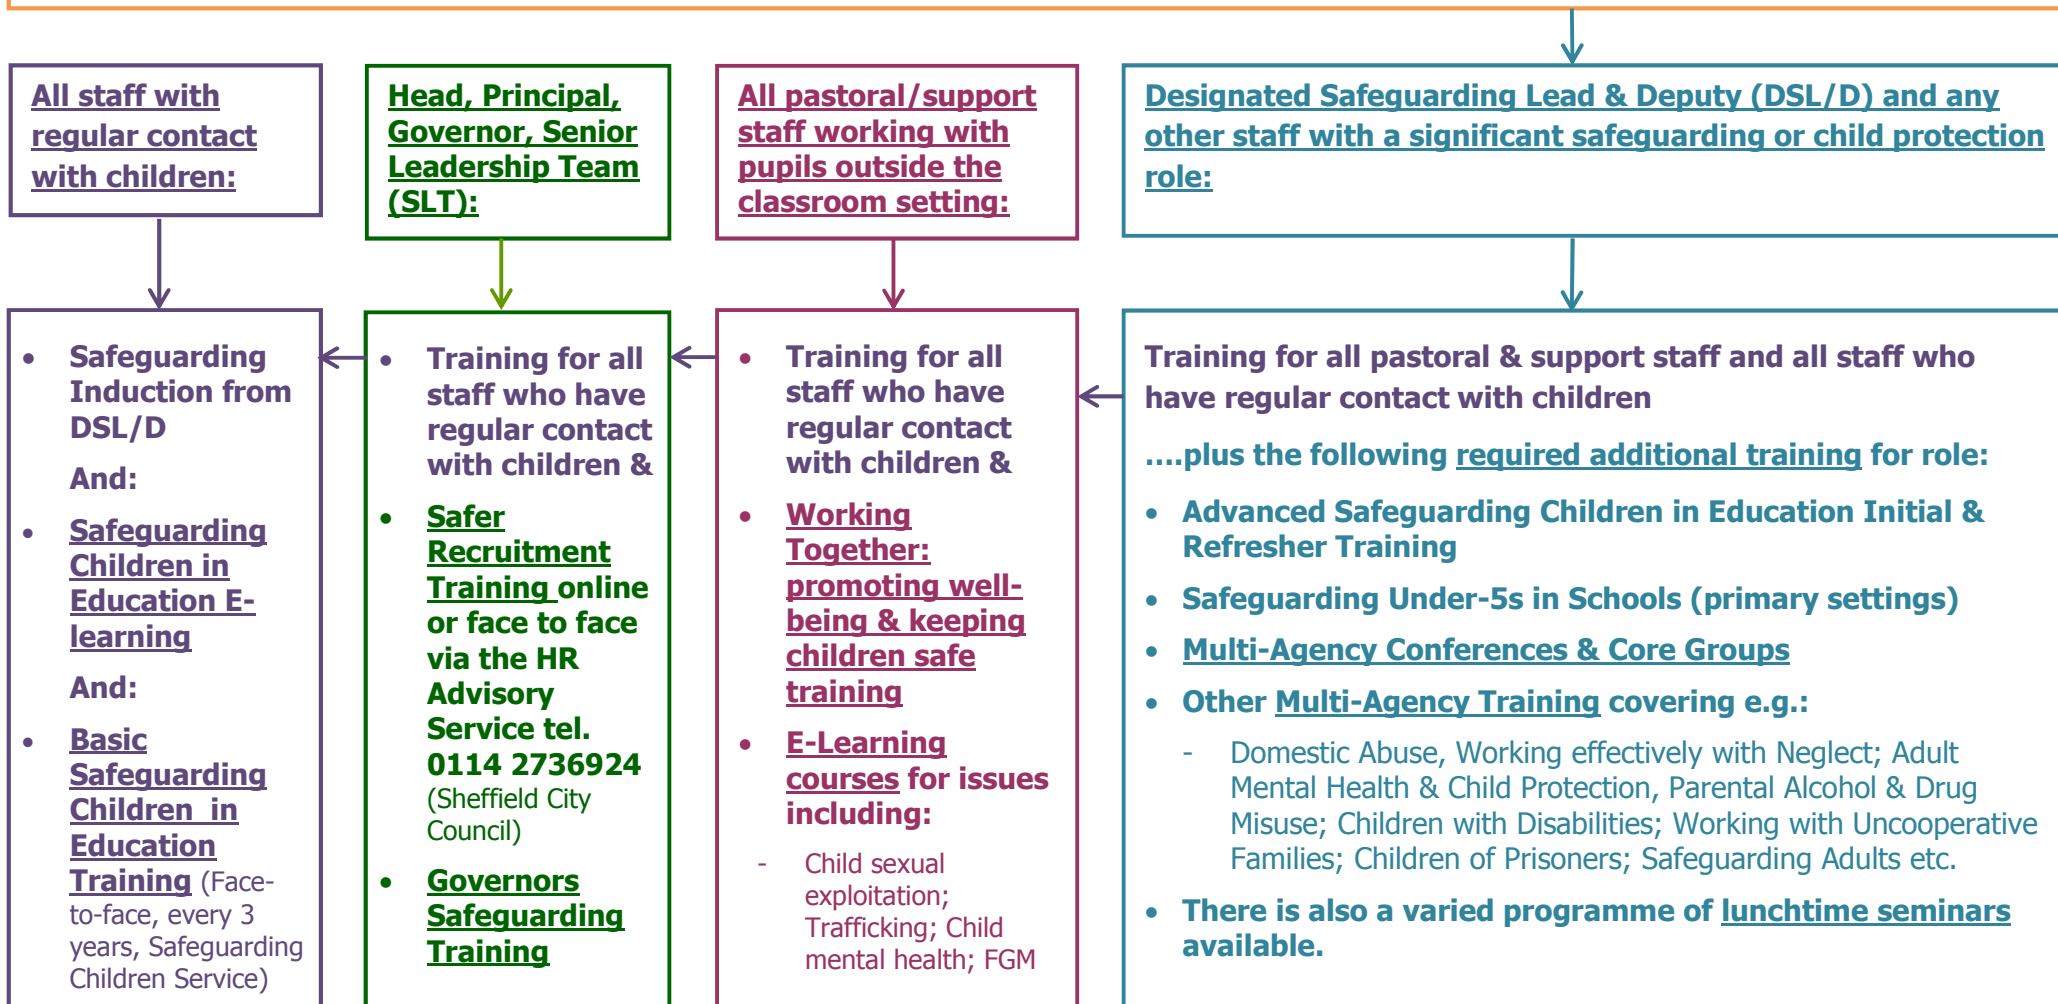 All staff with
regular contact
with children:
Head, Principal,
Governor, Senior
Leadership Team
(SLT):
All pastoral/support
staff working with
pupils outside the
classroom setting:
Designated Safeguarding Lead & Deputy (DSL/D) and any
other staff with a significant safeguarding or child protection
role:
• Safeguarding
Induction from
DSL/D
And:
• Safeguarding
Children in
Education E-
learning
And:
• Basic
Safeguarding
Children in
Education
Training (Face-
to-face, every 3
years, Safeguarding
Children Service)
• Training for all
staff who have
regular contact
with children &
• Safer
Recruitment
Training online
or face to face
via the HR
Advisory
Service tel.
0114 2736924
(Sheffield City
Council)
• Governors
Safeguarding
Training
• Training for all
staff who have
regular contact
with children &
• Working
Together:
promoting well-
being & keeping
children safe
training
• E-Learning
courses for issues
including:
- Child sexual
exploitation;
Trafficking; Child
mental health; FGM
Training for all pastoral & support staff and all staff who
have regular contact with children
….plus the following required additional training for role:
• Advanced Safeguarding Children in Education Initial &
Refresher Training
• Safeguarding Under-5s in Schools (primary settings)
• Multi-Agency Conferences & Core Groups
• Other Multi-Agency Training covering e.g.:
- Domestic Abuse, Working effectively with Neglect; Adult
Mental Health & Child Protection, Parental Alcohol & Drug
Misuse; Children with Disabilities; Working with Uncooperative
Families; Children of Prisoners; Safeguarding Adults etc.
• There is also a varied programme of lunchtime seminars
available.